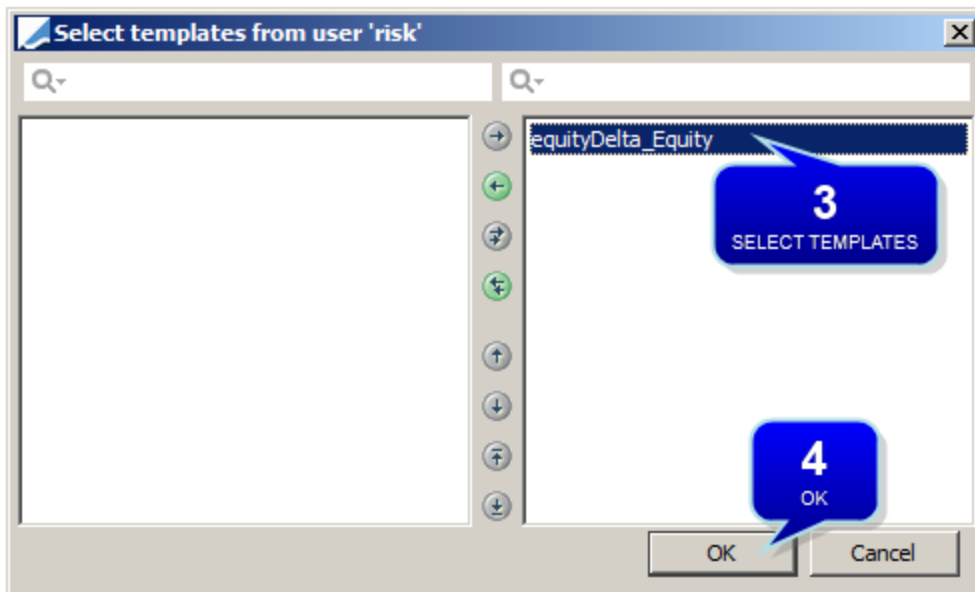 Select templates from user 'risk'
equityDelta_Equity
3
SELECT TEMPLATES
4
OK
OK
Cancel